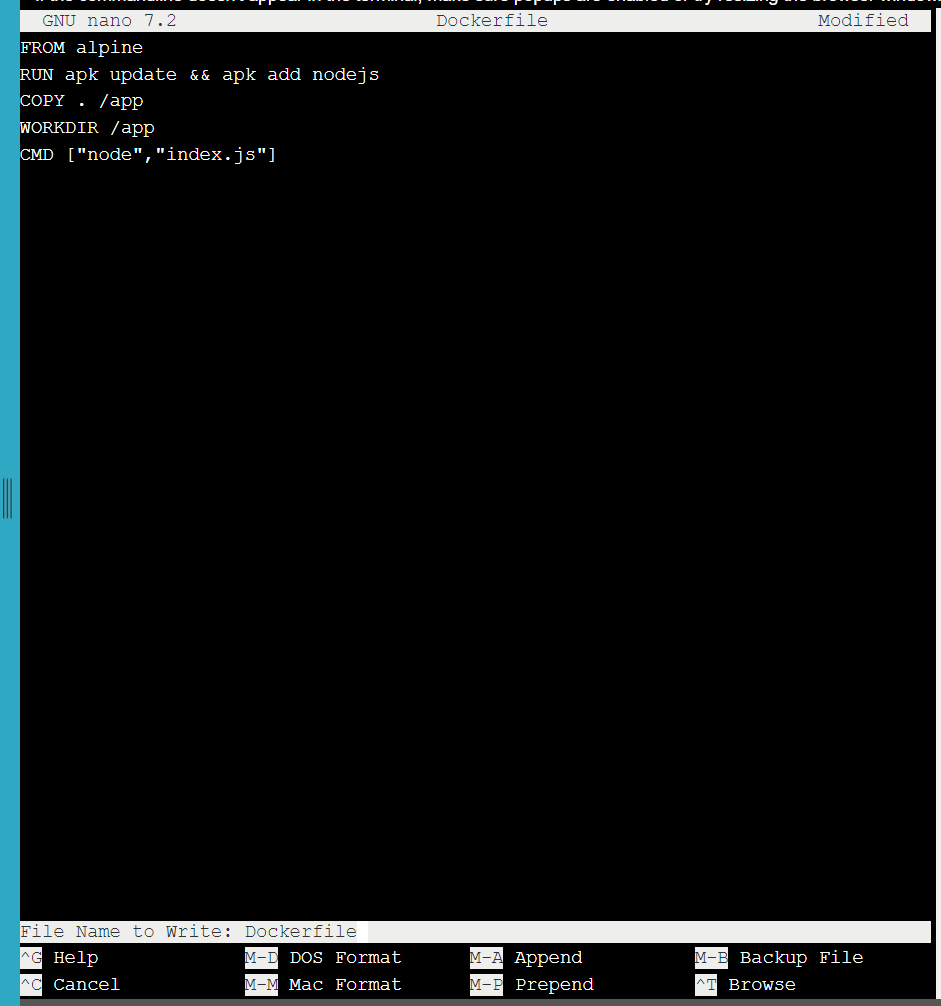 GNU nano 7.2 Dockerfile Modified
FROM alpine
RUN apk update && apk add nodejs
COPY . /app
WORKDIR /app
CMD ["node","index.js"]
File Name to Write: Dockerfile
^G Help M-D DOS Format M-A Append M-B Backup File
^C Cancel M-M Mac Format M-P Prepend ^T Browse